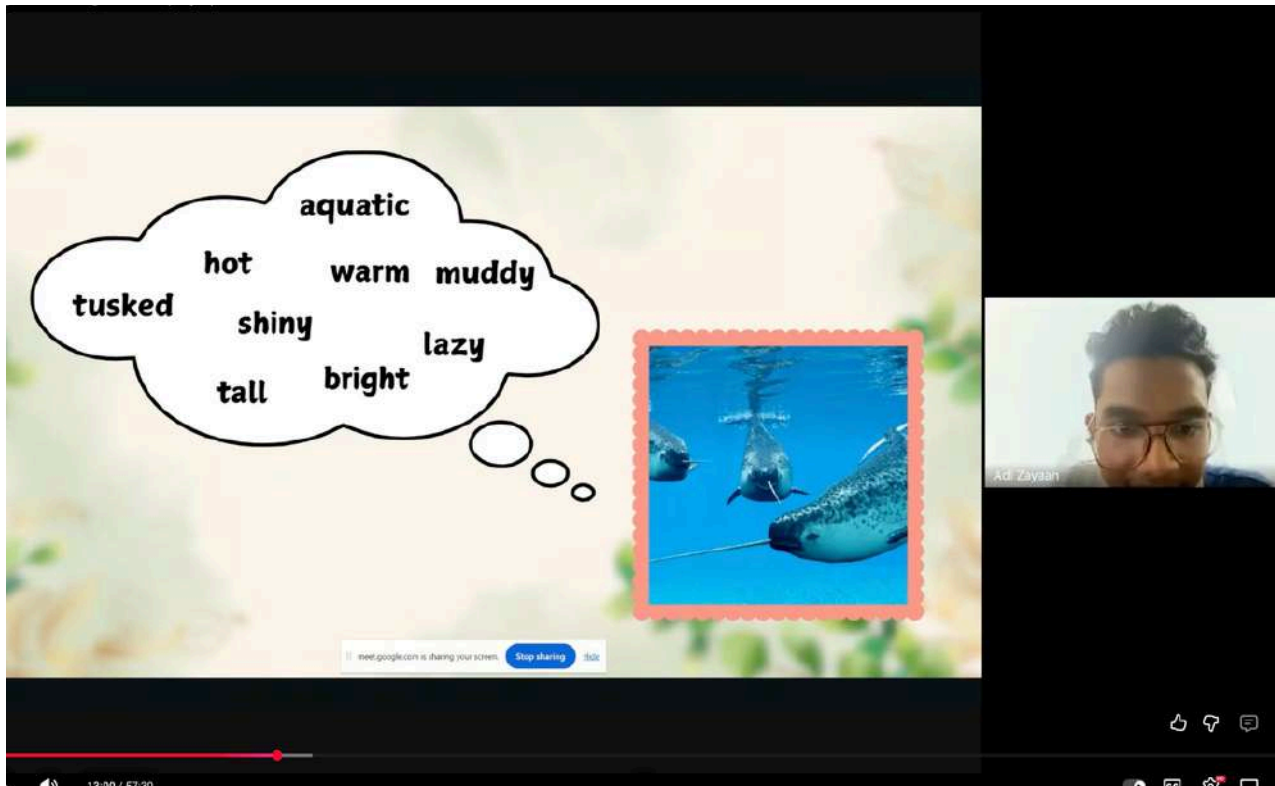 aquatic
hot
warm
muddy
tusked
shiny
lazy
bright
tall
Adi Zayaan
meet.google.com is sharing your screen.
Stop sharing
Hide